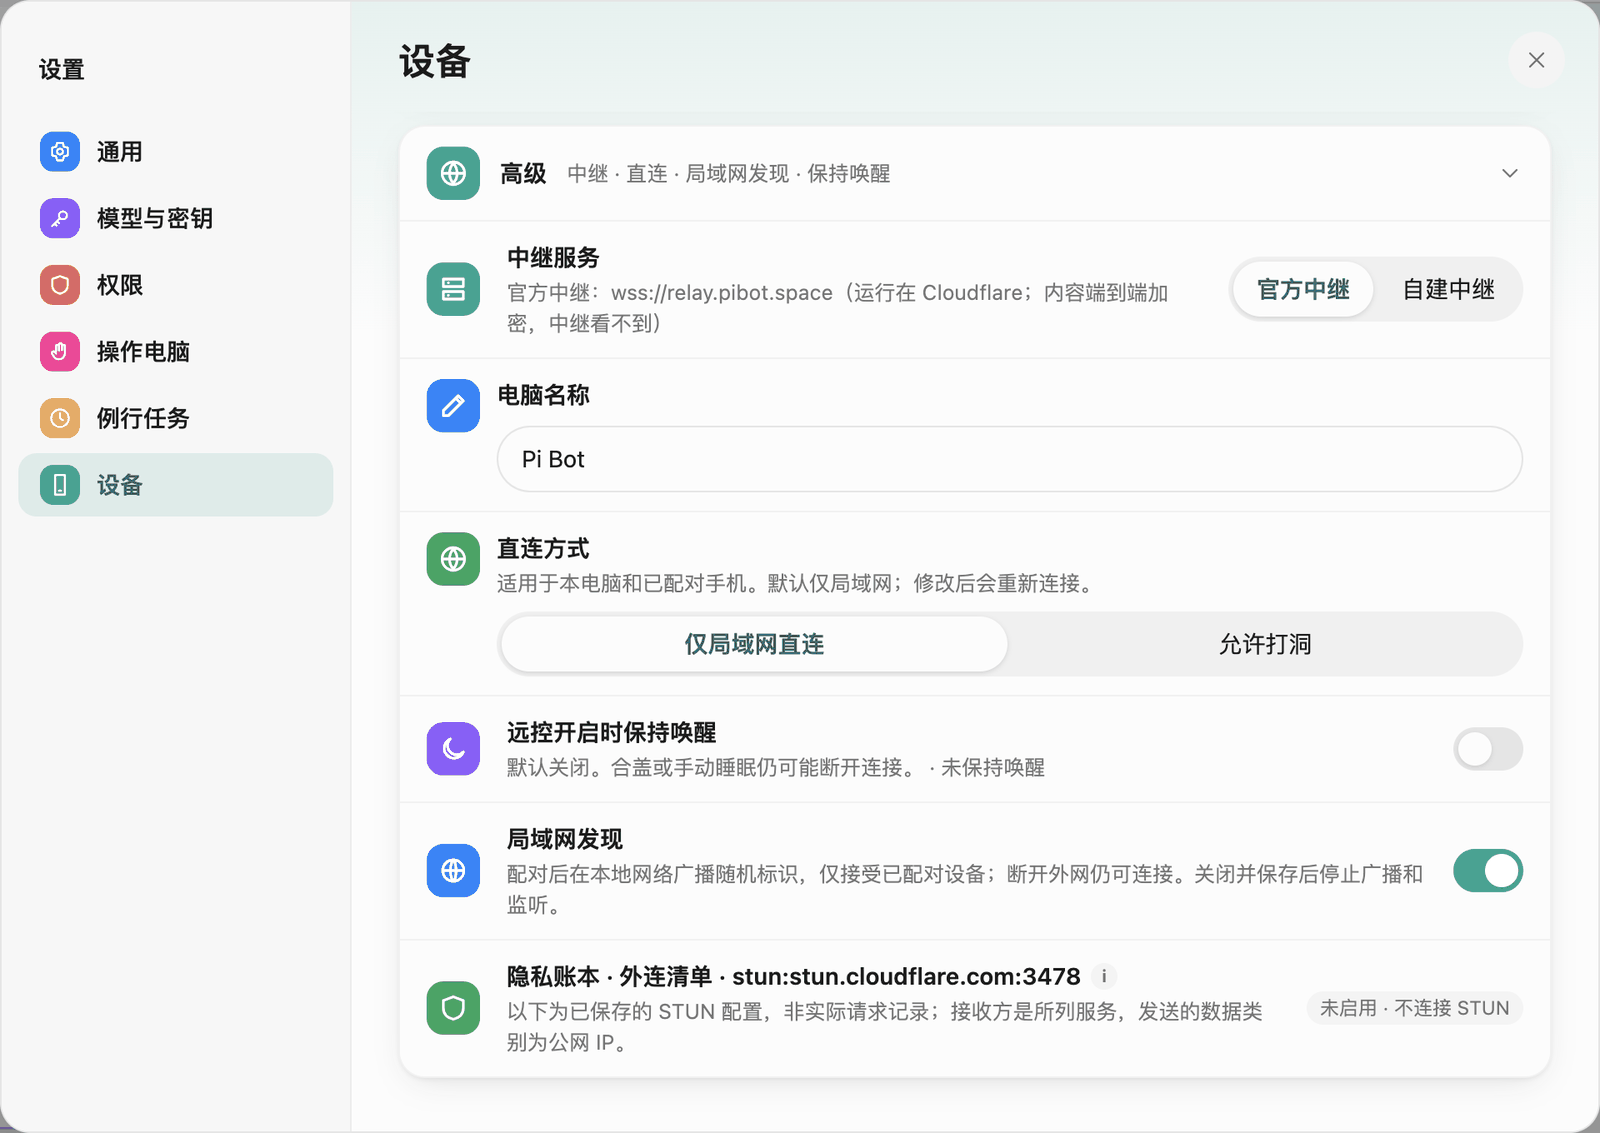 设置
通用
模型与密钥
权限
操作电脑
例行任务
设备
设备
高级 中继 · 直连 · 局域网发现 · 保持唤醒
中继服务
官方中继：wss://relay.pibot.space（运行在 Cloudflare；内容端到端加
密，中继看不到）
官方中继 自建中继
电脑名称
Pi Bot
直连方式
适用于本电脑和已配对手机。默认仅局域网；修改后会重新连接。
仅局域网直连 允许打洞
远控开启时保持唤醒
默认关闭。合盖或手动睡眠仍可能断开连接。 · 未保持唤醒
局域网发现
配对后在本地网络广播随机标识，仅接受已配对设备；断开外网仍可连接。关闭并保存后停止广播和
监听。
隐私账本 · 外连清单 · stun:stun.cloudflare.com:3478 i
以下为已保存的 STUN 配置，非实际请求记录；接收方是所列服务，发送的数据类
别为公网 IP。
未启用 · 不连接 STUN